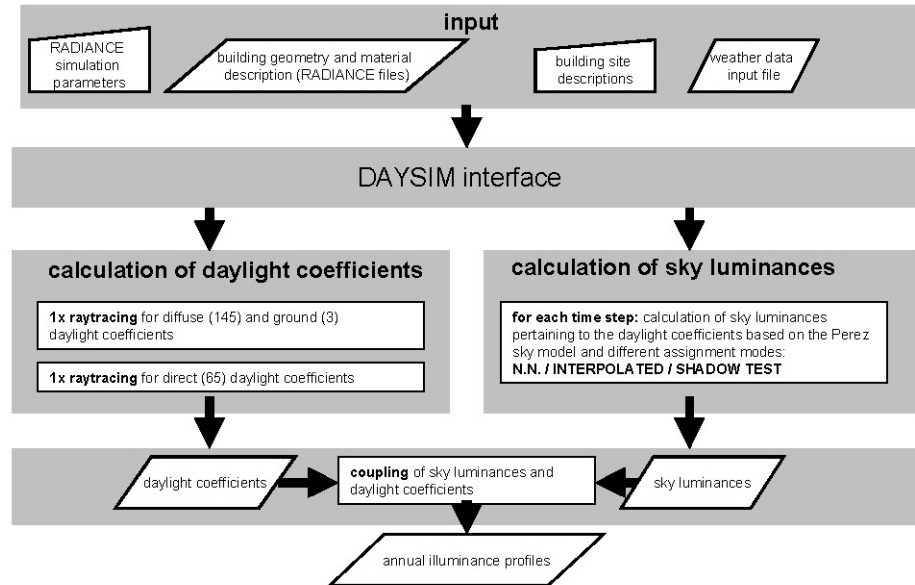 input
RADIANCE
simulation
parameters
building geometry and material
description (RADIANCE files)
building site
descriptions
weather data
input file
DAYSIM interface
calculation of daylight coefficients
1x raytracing for diffuse (145) and ground (3)
daylight coefficients
1x raytracing for direct (65) daylight coefficients
calculation of sky luminances
for each time step: calculation of sky luminances
pertaining to the daylight coefficients based on the Perez
sky model and different assignment modes:
N.N. / INTERPOLATED / SHADOW TEST
daylight coefficients
coupling of sky luminances and
daylight coefficients
sky luminances
annual illuminance profiles